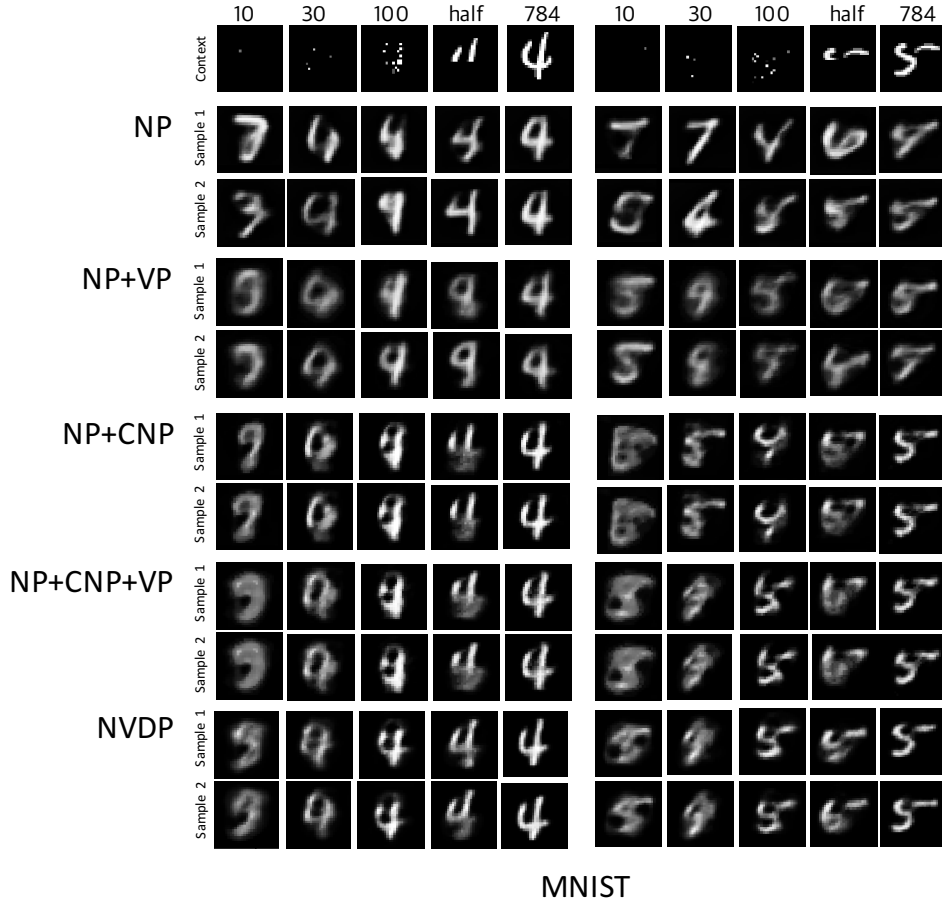 10 30 100 half 784 10 30 100 half 784
Context
NP
Sample 1
Sample 2
NP+VP
Sample 1
Sample 2
NP+CNP
Sample 1
Sample 2
NP+CNP+VP
Sample 1
Sample 2
NVDP
Sample 1
Sample 2
MNIST